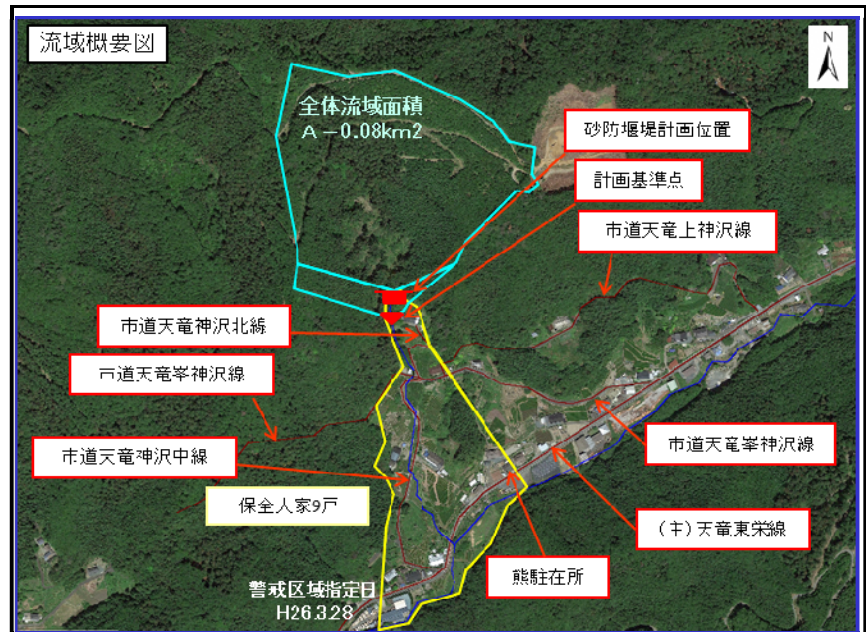 流域概要図
N
全体流域面積
A－0.08km2
砂防堰堤計画位置
計画基準点
市道天竜上神沢線
市道天竜神沢北線
市道天竜峯神沢線
市道天竜神沢中線
市道天竜峯神沢線
保全人家9戸
(主)天竜東栄線
熊駐在所
警戒区域指定日
H26.3.28